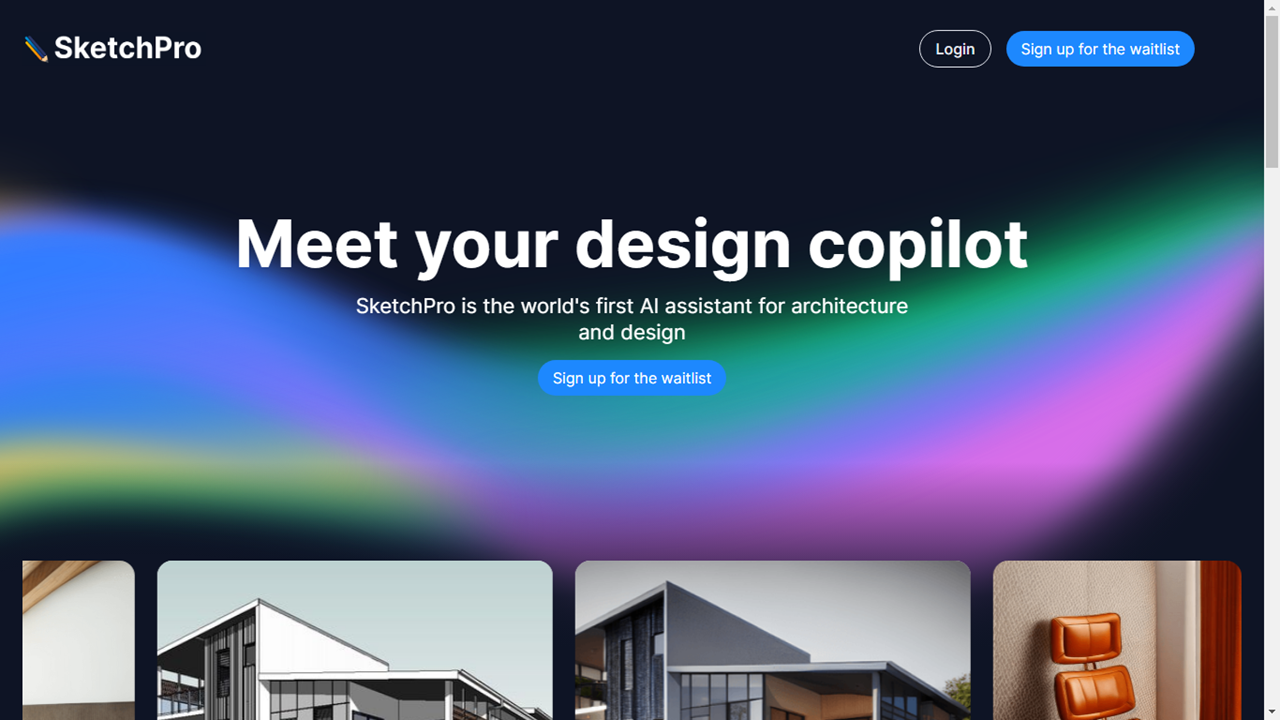 SketchPro
Login
Sign up for the waitlist
Meet your design copilot
SketchPro is the world's first AI assistant for architecture
and design
Sign up for the waitlist